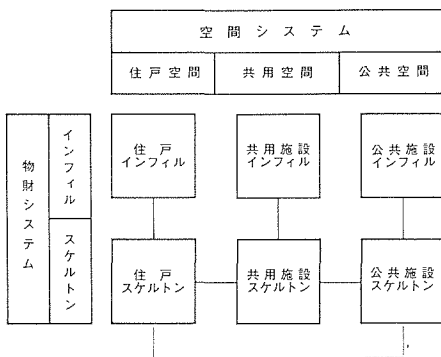 空間システム
住戸空間
共用空間
公共空間
物財システム
インフィル
スケルトン
住戸
インフィル
共用施設
インフィル
公共施設
インフィル
住戸
スケルトン
共用施設
スケルトン
公共施設
スケルトン